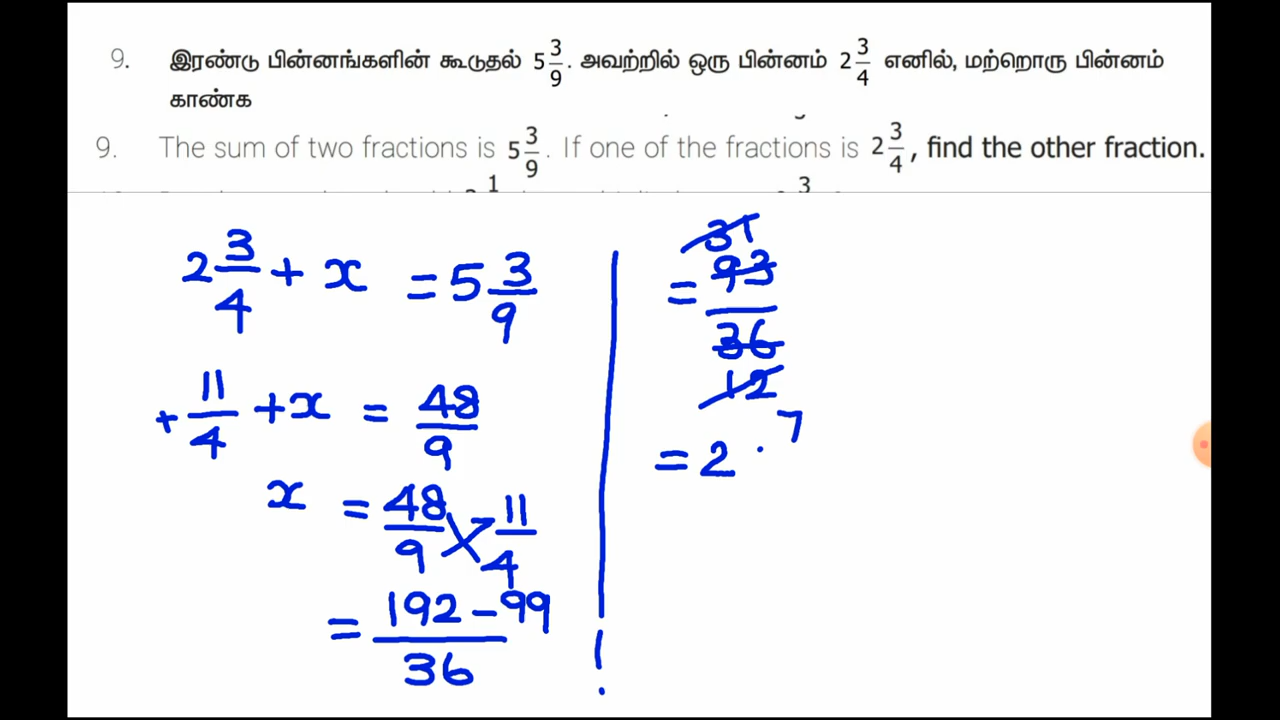 9. இரண்டு பின்னங்களின் கூடுதல் 5 3/9. அவற்றில் ஒரு பின்னம் 2 3/4 எனில், மற்றொரு பின்னம்
காண்க
9. The sum of two fractions is 5 3/9. If one of the fractions is 2 3/4, find the other fraction.
2 3/4 + x = 5 3/9
+ 11/4 + x = 48/9
x = 48/9 × 11/4
= 192 - 99 / 36
31
= 93/36
12
= 2 . 7